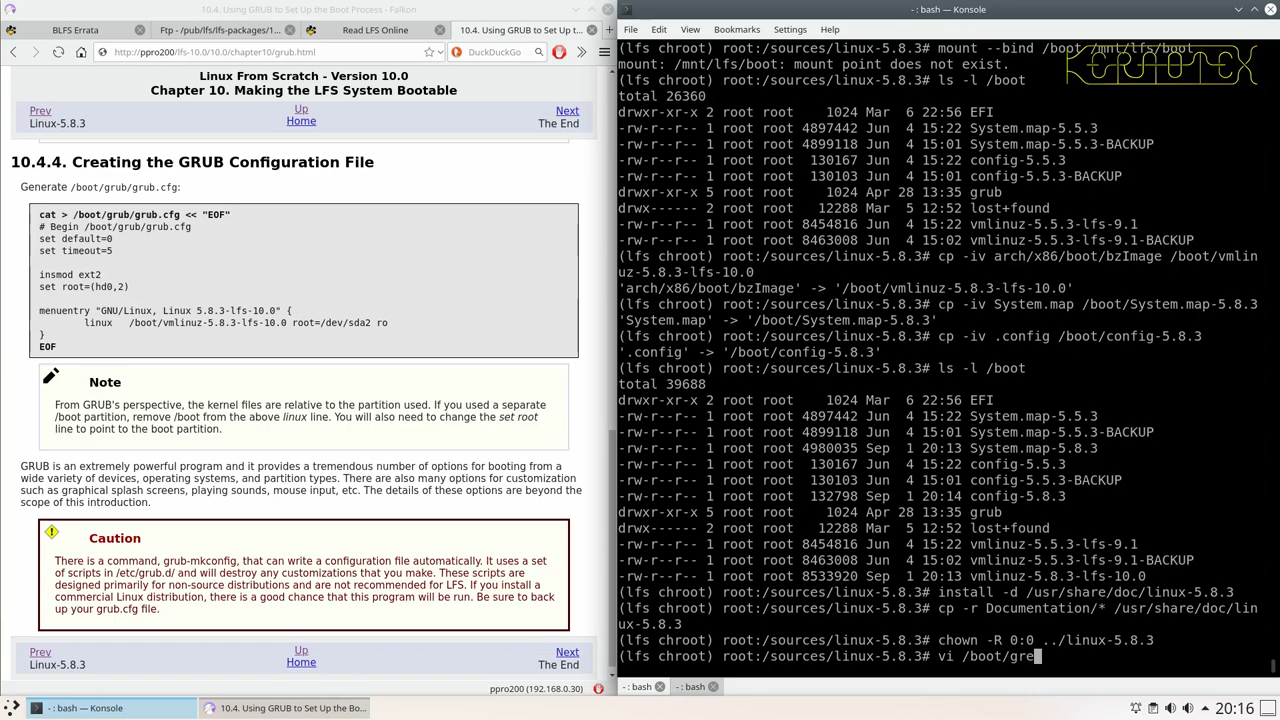 10.4. Using GRUB to Set Up the Boot Process - Falkon
BLFS Errata
Ftp - pub/lfs/lfs-packages/1...
Read LFS Online
10.4. Using GRUB to Set Up t...
http://ppro200/lfs-10.0/10.0/chapter10/grub.html
DuckDuckGo
Linux From Scratch - Version 10.0
Chapter 10. Making the LFS System Bootable
Prev
Up
Next
Linux-5.8.3
Home
The End
10.4.4. Creating the GRUB Configuration File
Generate /boot/grub/grub.cfg:
cat > /boot/grub/grub.cfg << "EOF"
# Begin /boot/grub/grub.cfg
set default=0
set timeout=5
insmod ext2
set root=(hd0,2)
menuentry "GNU/Linux, Linux 5.8.3-lfs-10.0" {
linux   /boot/vmlinuz-5.8.3-lfs-10.0 root=/dev/sda2 ro
}
EOF
Note
From GRUB's perspective, the kernel files are relative to the partition used. If you used a separate
/boot partition, remove /boot from the above linux line. You will also need to change the set root
line to point to the boot partition.
GRUB is an extremely powerful program and it provides a tremendous number of options for booting from a
wide variety of devices, operating systems, and partition types. There are also many options for customization
such as graphical splash screens, playing sounds, mouse input, etc. The details of these options are beyond the
scope of this introduction.
Caution
There is a command, grub-mkconfig, that can write a configuration file automatically. It uses a set
of scripts in /etc/grub.d/ and will destroy any customizations that you make. These scripts are
designed primarily for non-source distributions and are not recommended for LFS. If you install a
commercial Linux distribution, there is a good chance that this program will be run. Be sure to back
up your grub.cfg file.
Prev
Up
Next
Linux-5.8.3
Home
The End
ppro200 (192.168.0.30)
- : bash — Konsole
File Edit View Bookmarks Settings Help
(lfs chroot) root:/sources/linux-5.8.3# mount --bind /boot /mnt/lfs/boot
mount: /mnt/lfs/boot: mount point does not exist.
(lfs chroot) root:/sources/linux-5.8.3# ls -l /boot
total 26360
drwxr-xr-x 2 root root    1024 Mar  6 22:56 EFI
-rw-r--r-- 1 root root 4897442 Jun  4 15:22 System.map-5.5.3
-rw-r--r-- 1 root root 4899118 Jun  4 15:01 System.map-5.5.3-BACKUP
-rw-r--r-- 1 root root  130167 Jun  4 15:22 config-5.5.3
-rw-r--r-- 1 root root  130103 Jun  4 15:01 config-5.5.3-BACKUP
drwxr-xr-x 5 root root    1024 Apr 28 13:35 grub
drwx------ 2 root root   12288 Mar  5 12:52 lost+found
-rw-r--r-- 1 root root 8454816 Jun  4 15:22 vmlinuz-5.5.3-lfs-9.1
-rw-r--r-- 1 root root 8463008 Jun  4 15:02 vmlinuz-5.5.3-lfs-9.1-BACKUP
(lfs chroot) root:/sources/linux-5.8.3# cp -iv arch/x86/boot/bzImage /boot/vmlin
uz-5.8.3-lfs-10.0
'arch/x86/boot/bzImage' -> '/boot/vmlinuz-5.8.3-lfs-10.0'
(lfs chroot) root:/sources/linux-5.8.3# cp -iv System.map /boot/System.map-5.8.3
'System.map' -> '/boot/System.map-5.8.3'
(lfs chroot) root:/sources/linux-5.8.3# cp -iv .config /boot/config-5.8.3
'.config' -> '/boot/config-5.8.3'
(lfs chroot) root:/sources/linux-5.8.3# ls -l /boot
total 39688
drwxr-xr-x 2 root root    1024 Mar  6 22:56 EFI
-rw-r--r-- 1 root root 4897442 Jun  4 15:22 System.map-5.5.3
-rw-r--r-- 1 root root 4899118 Jun  4 15:01 System.map-5.5.3-BACKUP
-rw-r--r-- 1 root root 4980035 Sep  1 20:13 System.map-5.8.3
-rw-r--r-- 1 root root  130167 Jun  4 15:22 config-5.5.3
-rw-r--r-- 1 root root  130103 Jun  4 15:01 config-5.5.3-BACKUP
-rw-r--r-- 1 root root  132798 Sep  1 20:14 config-5.8.3
drwxr-xr-x 5 root root    1024 Apr 28 13:35 grub
drwx------ 2 root root   12288 Mar  5 12:52 lost+found
-rw-r--r-- 1 root root 8454816 Jun  4 15:22 vmlinuz-5.5.3-lfs-9.1
-rw-r--r-- 1 root root 8463008 Jun  4 15:02 vmlinuz-5.5.3-lfs-9.1-BACKUP
-rw-r--r-- 1 root root 8533920 Sep  1 20:13 vmlinuz-5.8.3-lfs-10.0
(lfs chroot) root:/sources/linux-5.8.3# install -d /usr/share/doc/linux-5.8.3
(lfs chroot) root:/sources/linux-5.8.3# cp -r Documentation/* /usr/share/doc/lin
ux-5.8.3
(lfs chroot) root:/sources/linux-5.8.3# chown -R 0:0 ../linux-5.8.3
(lfs chroot) root:/sources/linux-5.8.3# vi /boot/gre
- : bash
- : bash
- : bash — Konsole
10.4. Using GRUB to Set Up the Bo...
20:16